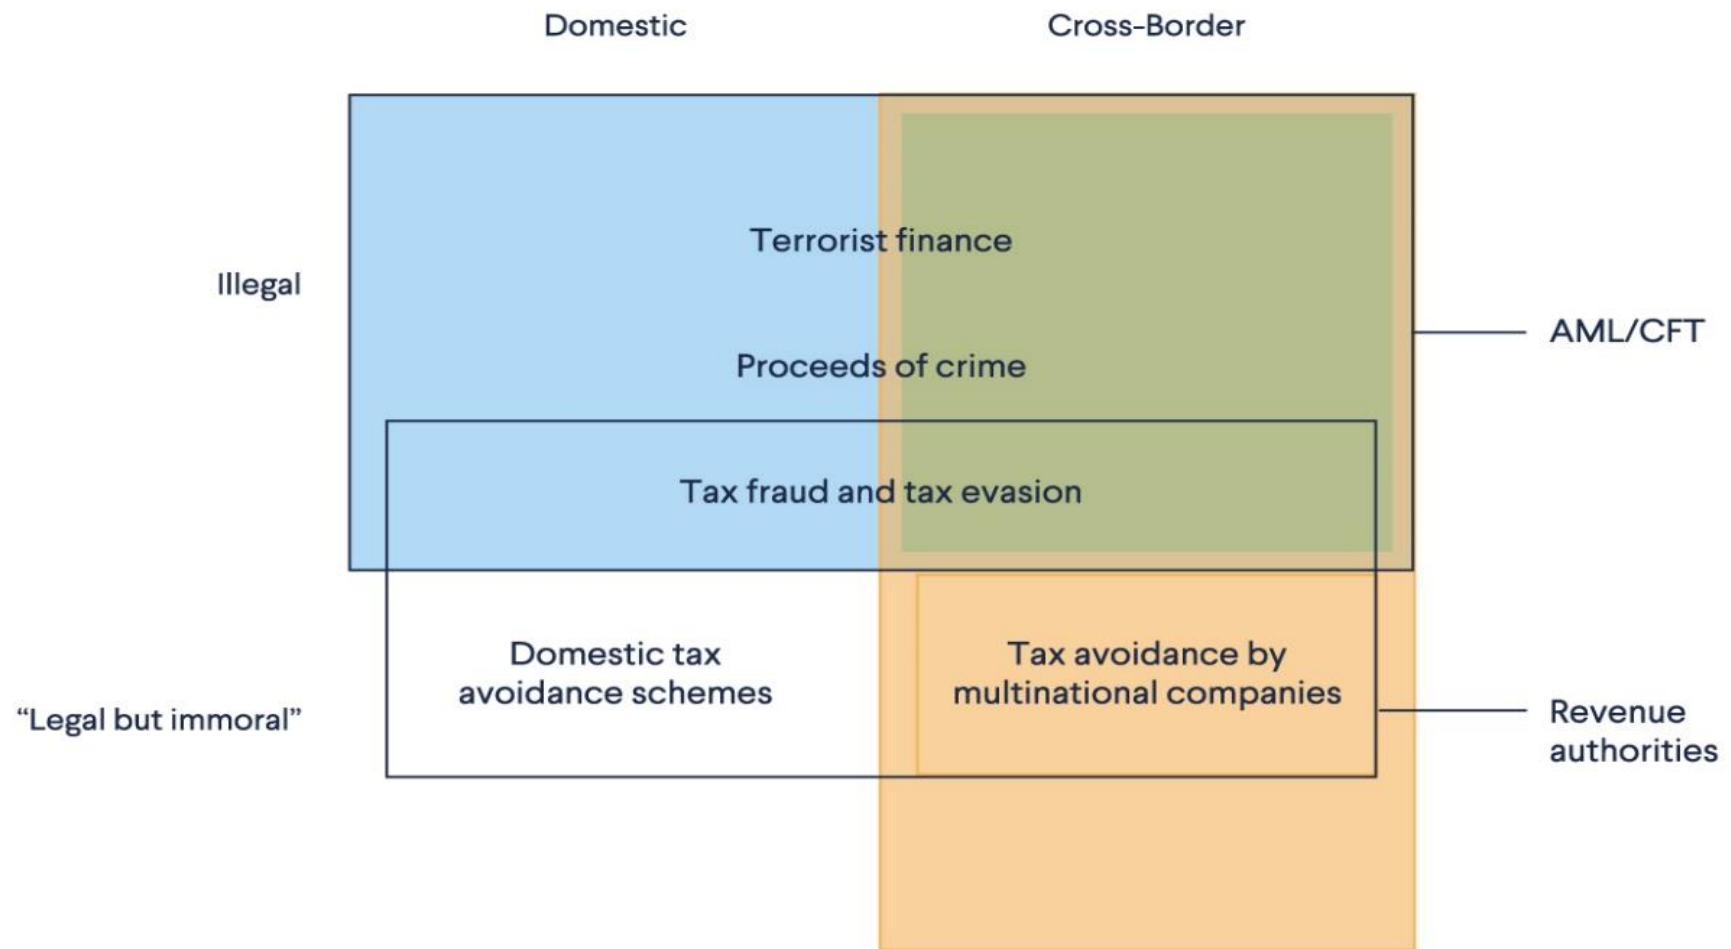 Domestic
Cross-Border
Illegal
Terrorist finance
Proceeds of crime
AML/CFT
Tax fraud and tax evasion
Domestic tax
avoidance schemes
Tax avoidance by
multinational companies
“Legal but immoral”
Revenue
authorities